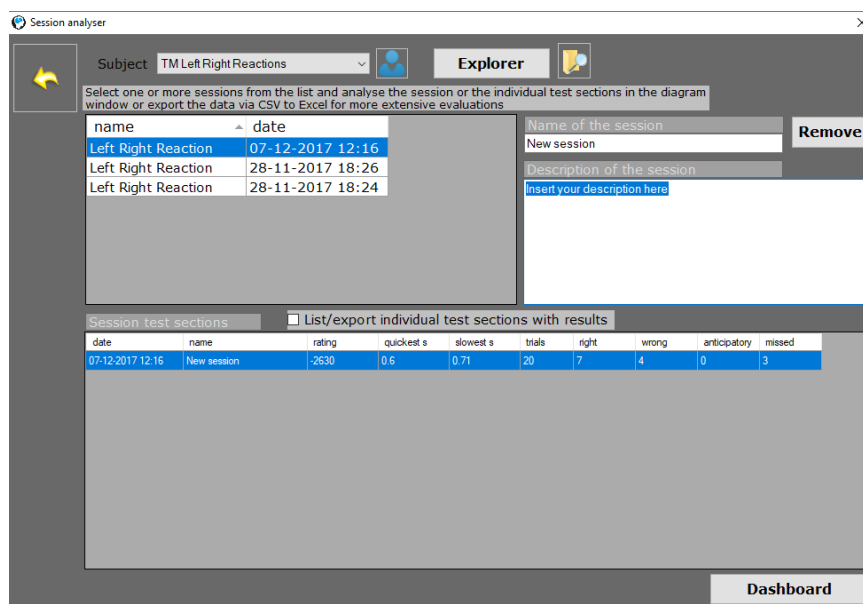 Session analyser
Subject TM Left Right Reactions Explorer
Select one or more sessions from the list and analyse the session or the individual test sections in the diagram
window or export the data via CSV to Excel for more extensive evaluations
name date
Left Right Reaction 07-12-2017 12:16
Left Right Reaction 28-11-2017 18:26
Left Right Reaction 28-11-2017 18:24
Name of the session
New session
Remove
Description of the session
Insert your description here
Session test sections
List/export individual test sections with results
date name rating quickest s slowest s trials right wrong anticipatory missed
07-12-2017 12:16 New session -2630 0.6 0.71 20 7 4 0 3
Dashboard